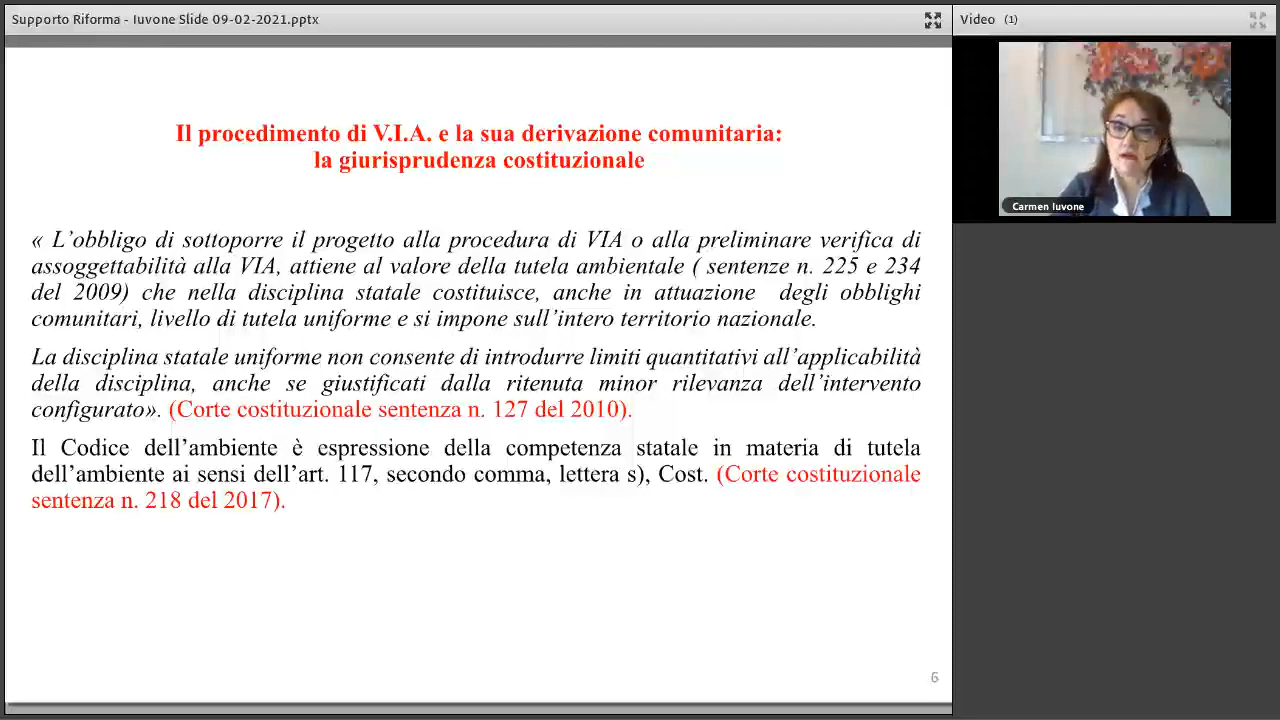 Supporto Riforma - Iuvone Slide 09-02-2021.pptx
Video (1)
Carmen Iuvone
Il procedimento di V.I.A. e la sua derivazione comunitaria:
la giurisprudenza costituzionale
« L’obbligo di sottoporre il progetto alla procedura di VIA o alla preliminare verifica di
assoggettabilità alla VIA, attiene al valore della tutela ambientale ( sentenze n. 225 e 234
del 2009) che nella disciplina statale costituisce, anche in attuazione degli obblighi
comunitari, livello di tutela uniforme e si impone sull’intero territorio nazionale.
La disciplina statale uniforme non consente di introdurre limiti quantitativi all’applicabilità
della disciplina, anche se giustificati dalla ritenuta minor rilevanza dell’intervento
configurato». (Corte costituzionale sentenza n. 127 del 2010).
Il Codice dell’ambiente è espressione della competenza statale in materia di tutela
dell’ambiente ai sensi dell’art. 117, secondo comma, lettera s), Cost. (Corte costituzionale
sentenza n. 218 del 2017).
6